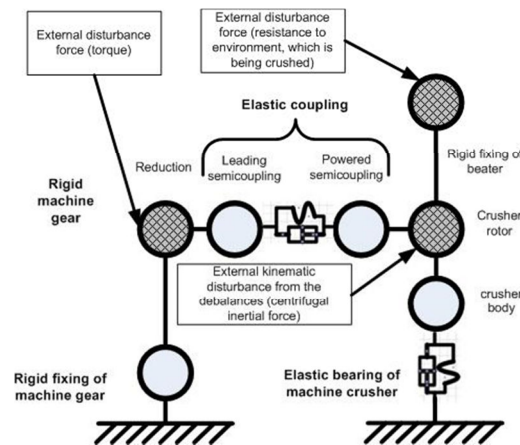 External disturbance
force (torque)
External disturbance
force (resistance to
environment, which is
being crushed)
Elastic coupling
Reduction
Leading
semicoupling
Powered
semicoupling
Rigid fixing of
beater
Rigid
machine
gear
Crusher
rotor
External kinematic
disturbance from the
debalances (centrifugal
inertial force)
crusher
body
Rigid fixing of
machine gear
Elastic bearing of
machine crusher